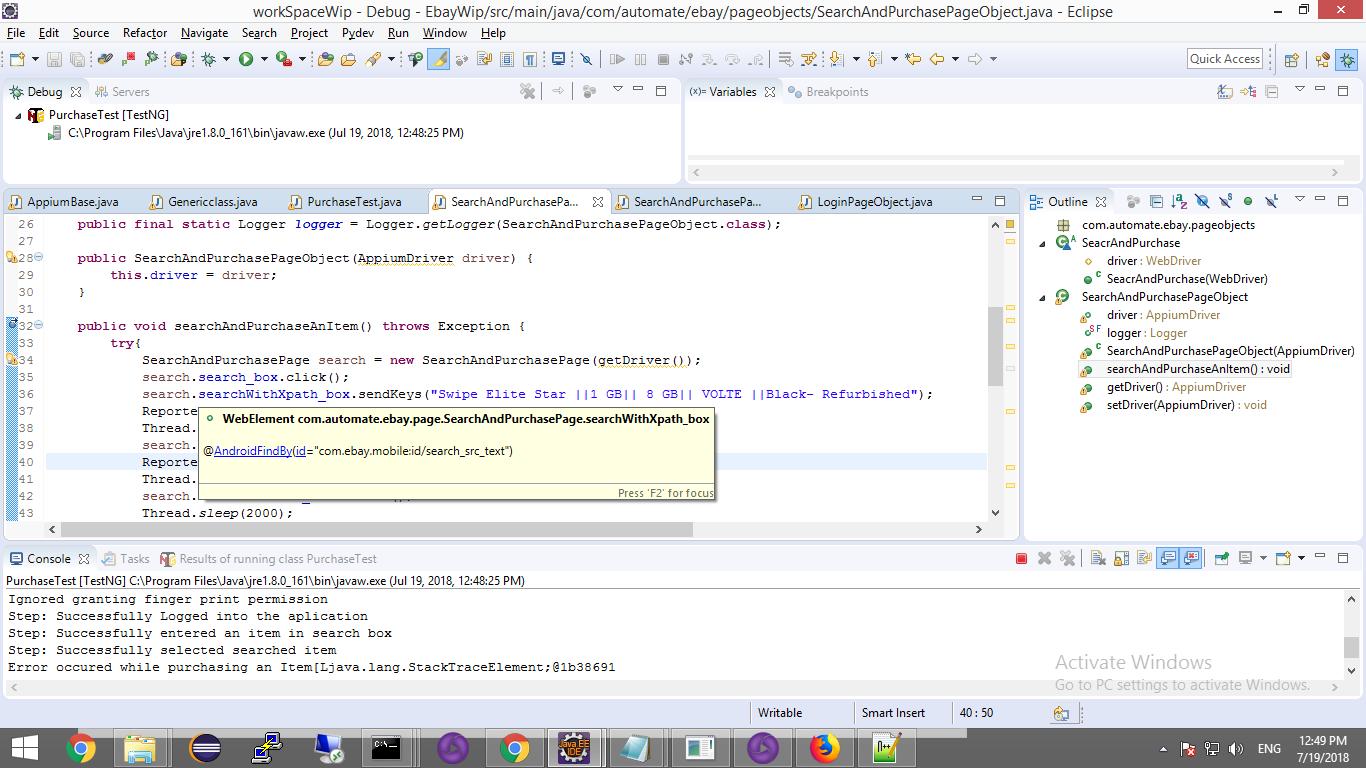 workSpaceWip - Debug - EbayWip/src/main/java/com/automate/ebay/pageobjects/SearchAndPurchasePageObject.java - Eclipse
File Edit Source Refactor Navigate Search Project Pydev Run Window Help
Quick Access
Debug Servers
(x)= Variables Breakpoints
PurchaseTest [TestNG]
C:\Program Files\Java\jre1.8.0_161\bin\javaw.exe (Jul 19, 2018, 12:48:25 PM)
AppiumBase.java Genericclass.java PurchaseTest.java SearchAndPurchasePa... SearchAndPurchasePa... LoginPageObject.java
26 public final static Logger logger = Logger.getLogger(SearchAndPurchasePageObject.class);
27
28 public SearchAndPurchasePageObject(AppiumDriver driver) {
29 this.driver = driver;
30 }
31
32 public void searchAndPurchaseAnItem() throws Exception {
33 try{
34 SearchAndPurchasePage search = new SearchAndPurchasePage(getDriver());
35 search.search_box.click();
36 search.searchWithXpath_box.sendKeys("Swipe Elite Star ||1 GB|| 8 GB|| VOLTE ||Black- Refurbished");
37 Reporte
38 Thread.
39 search.
40 Reporte
41 Thread.
42 search.
43 Thread.sleep(2000);
WebElement com.automate.ebay.page.SearchAndPurchasePage.searchWithXpath_box
@AndroidFindBy(id="com.ebay.mobile:id/search_src_text")
Press 'F2' for focus
Outline
com.automate.ebay.pageobjects
SeacrAndPurchase
driver : WebDriver
SeacrAndPurchase(WebDriver)
SearchAndPurchasePageObject
driver : AppiumDriver
logger : Logger
SearchAndPurchasePageObject(AppiumDriver)
searchAndPurchaseAnItem() : void
getDriver() : AppiumDriver
setDriver(AppiumDriver) : void
Console Tasks Results of running class PurchaseTest
PurchaseTest [TestNG] C:\Program Files\Java\jre1.8.0_161\bin\javaw.exe (Jul 19, 2018, 12:48:25 PM)
Ignored granting finger print permission
Step: Successfully Logged into the aplication
Step: Successfully entered an item in search box
Step: Successfully selected searched item
Error occured while purchasing an Item[Ljava.lang.StackTraceElement;@1b38691
Activate Windows
Go to PC settings to activate Windows.
Writable Smart Insert 40 : 50
Java EE
IDE
ENG
12:49 PM
7/19/2018